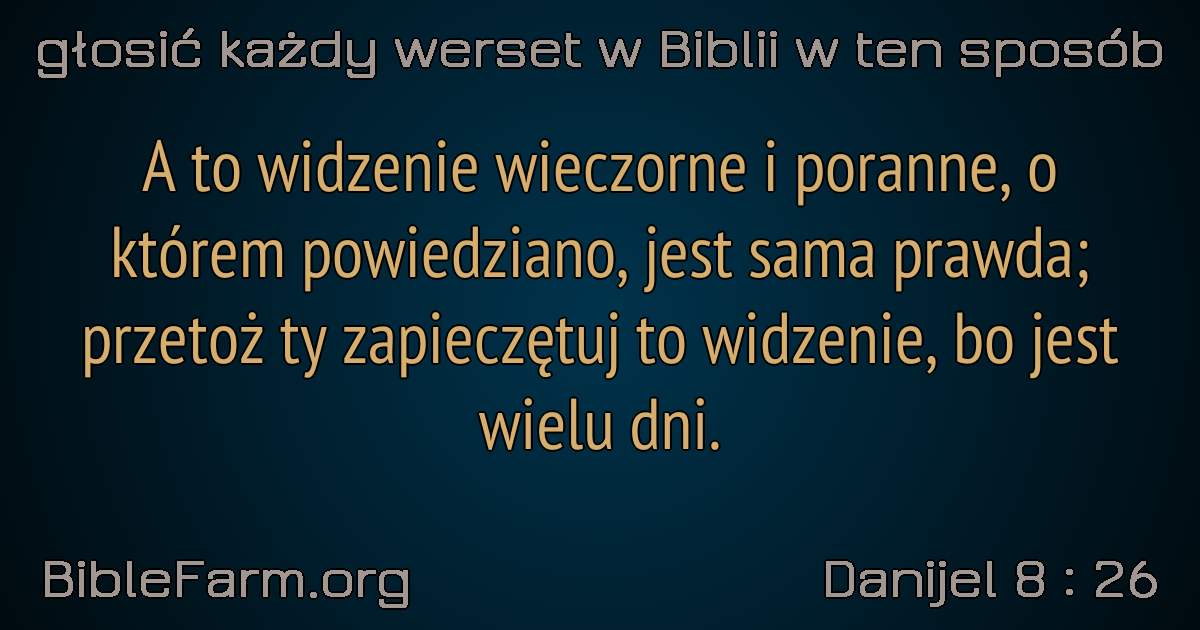 głosić każdy werset w Biblii w ten sposób
A to widzenie wieczorne i poranne, o
którem powiedziano, jest sama prawda;
przetoż ty zapieczętuj to widzenie, bo jest
wielu dni.
BibleFarm.org
Danijel 8 : 26